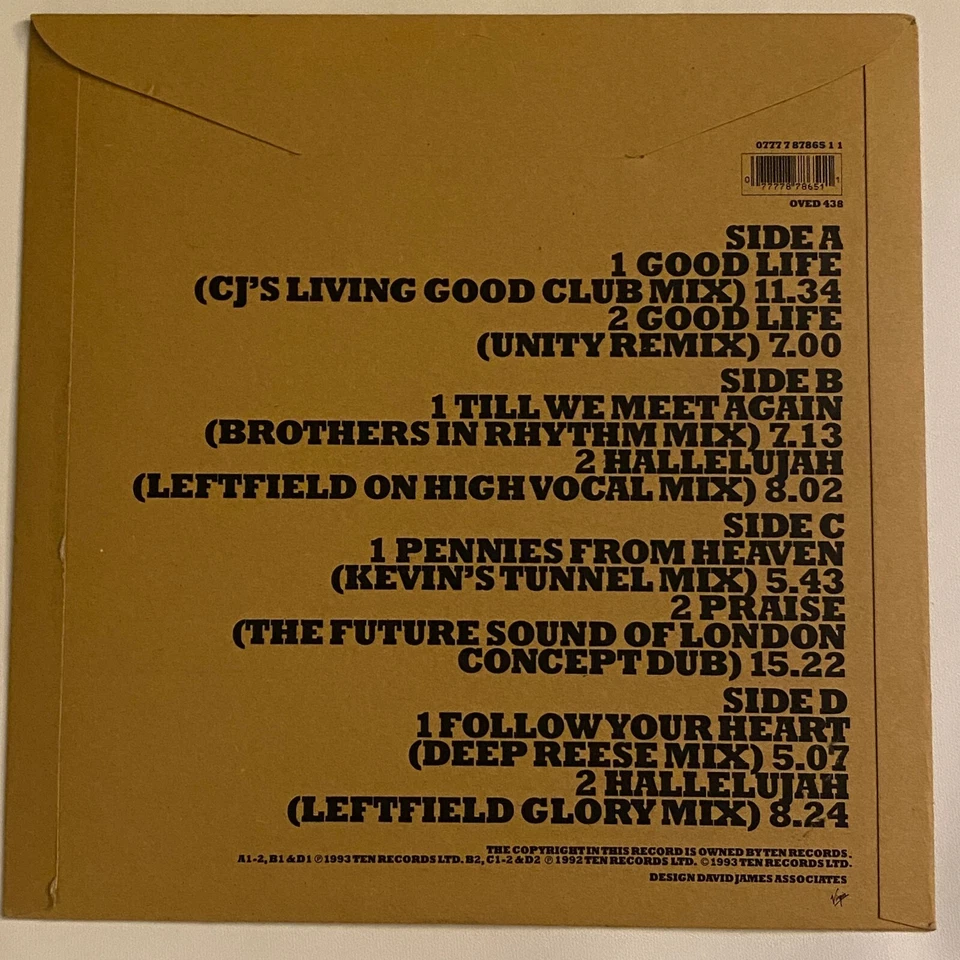 0777 7 87865 1 1
0 77778 78651 1
OVED 438
SIDE A
1 GOOD LIFE
(CJ'S LIVING GOOD CLUB MIX) 11.34
2 GOOD LIFE
(UNITY REMIX) 7.00
SIDE B
1 TILL WE MEET AGAIN
(BROTHERS IN RHYTHM MIX) 7.13
2 HALLELUJAH
(LEFTFIELD ON HIGH VOCAL MIX) 8.02
SIDE C
1 PENNIES FROM HEAVEN
(KEVIN'S TUNNEL MIX) 5.43
2 PRAISE
(THE FUTURE SOUND OF LONDON
CONCEPT DUB) 15.22
SIDE D
1 FOLLOW YOUR HEART
(DEEP REESE MIX) 5.07
2 HALLELUJAH
(LEFTFIELD GLORY MIX) 8.24
THE COPYRIGHT IN THIS RECORD IS OWNED BY TEN RECORDS.
A1-2, B1 & D1 ℗ 1993 TEN RECORDS LTD. B2, C1-2 & D2 ℗ 1992 TEN RECORDS LTD. © 1993 TEN RECORDS LTD.
DESIGN DAVID JAMES ASSOCIATES
Virgin